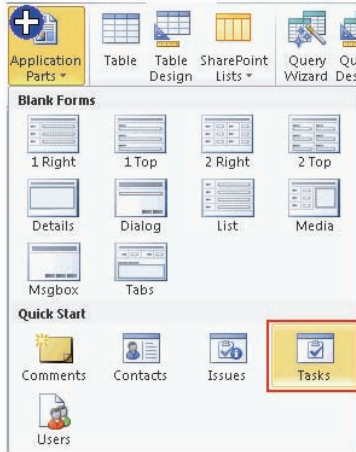 Application Parts
Table
Table Design
SharePoint Lists
Query Wizard
Blank Forms
1 Right
1 Top
2 Right
2 Top
Details
Dialog
List
Media
Msgbox
Tabs
Quick Start
Comments
Contacts
Issues
Tasks
Users